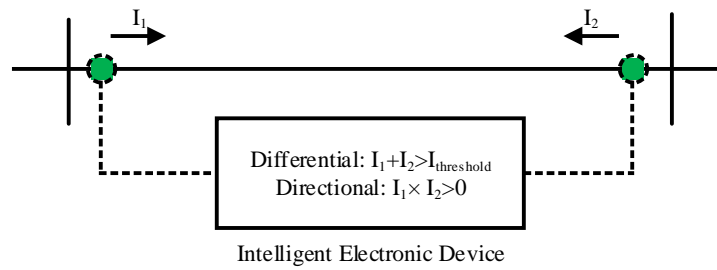 I₁
I₂
Differential: I₁+I₂>Iₜₕᵣₑₛₕₒₗd
Directional: I₁× I₂>0
Intelligent Electronic Device